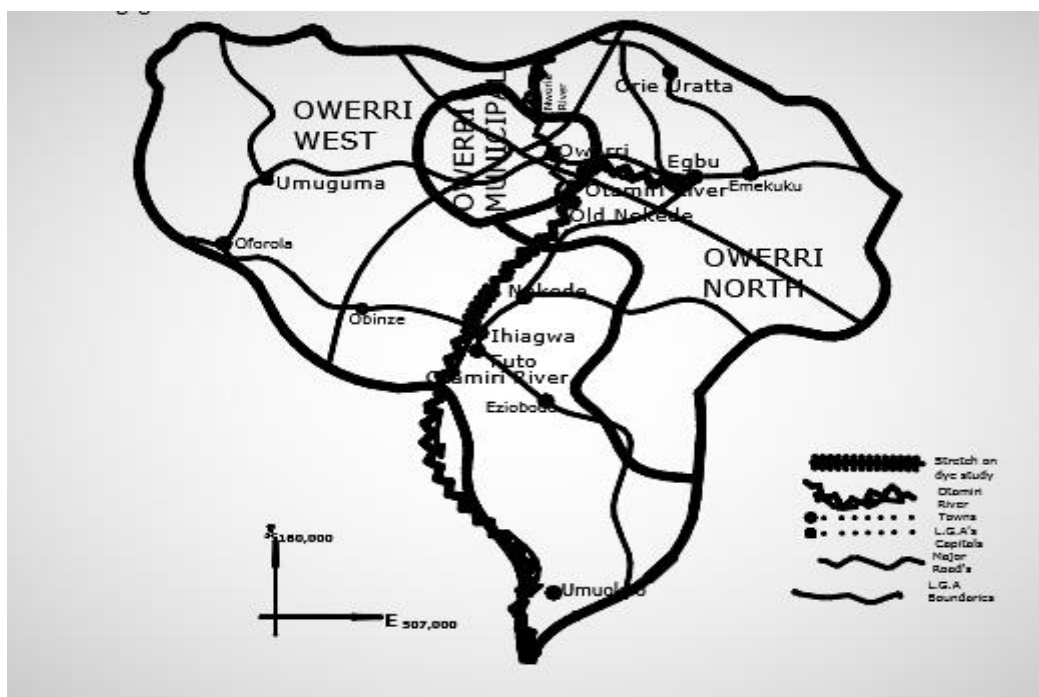 Orie Uratta
Nworie
River
OWERRI
WEST
OWERRI
MUNICIPAL
Owerri
Egbu
Umuguma
Otamiri River
Emekuku
Old Nekede
Oforola
OWERRI
NORTH
Nekede
Obinze
Ihiagwa
Futo
Otamiri River
Eziobodo
Stretch on
dye study
Otamiri
River
Towns
L.G.A's
Capitals
Major
Road's
L.G.A
Boundaries
160,000
E 507,000